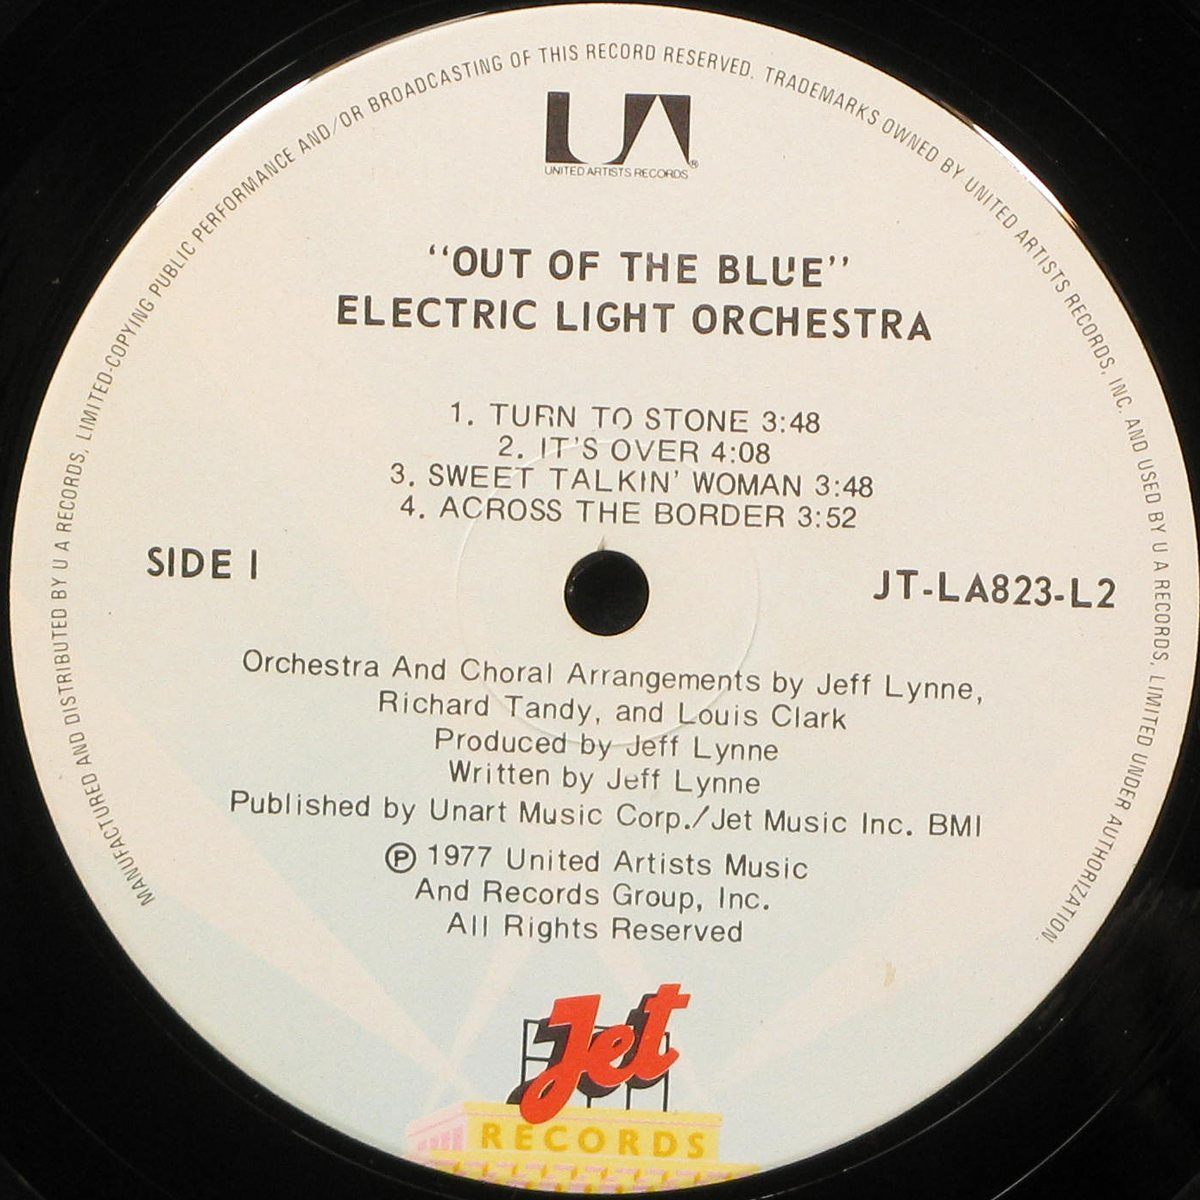 MANUFACTURED AND DISTRIBUTED BY U A RECORDS, LIMITED-COPYING PUBLIC PERFORMANCE AND/OR BROADCASTING OF THIS RECORD RESERVED. TRADEMARKS OWNED BY UNITED ARTISTS RECORDS, INC. AND USED BY U A RECORDS, LIMITED UNDER AUTHORIZATION.
UA®
UNITED ARTISTS RECORDS
"OUT OF THE BLUE"
ELECTRIC LIGHT ORCHESTRA
1. TURN TO STONE 3:48
2. IT'S OVER 4:08
3. SWEET TALKIN' WOMAN 3:48
4. ACROSS THE BORDER 3:52
SIDE 1
JT-LA823-L2
Orchestra And Choral Arrangements by Jeff Lynne,
Richard Tandy, and Louis Clark
Produced by Jeff Lynne
Written by Jeff Lynne
Published by Unart Music Corp./Jet Music Inc. BMI
℗ 1977 United Artists Music
And Records Group, Inc.
All Rights Reserved
Jet
RECORDS